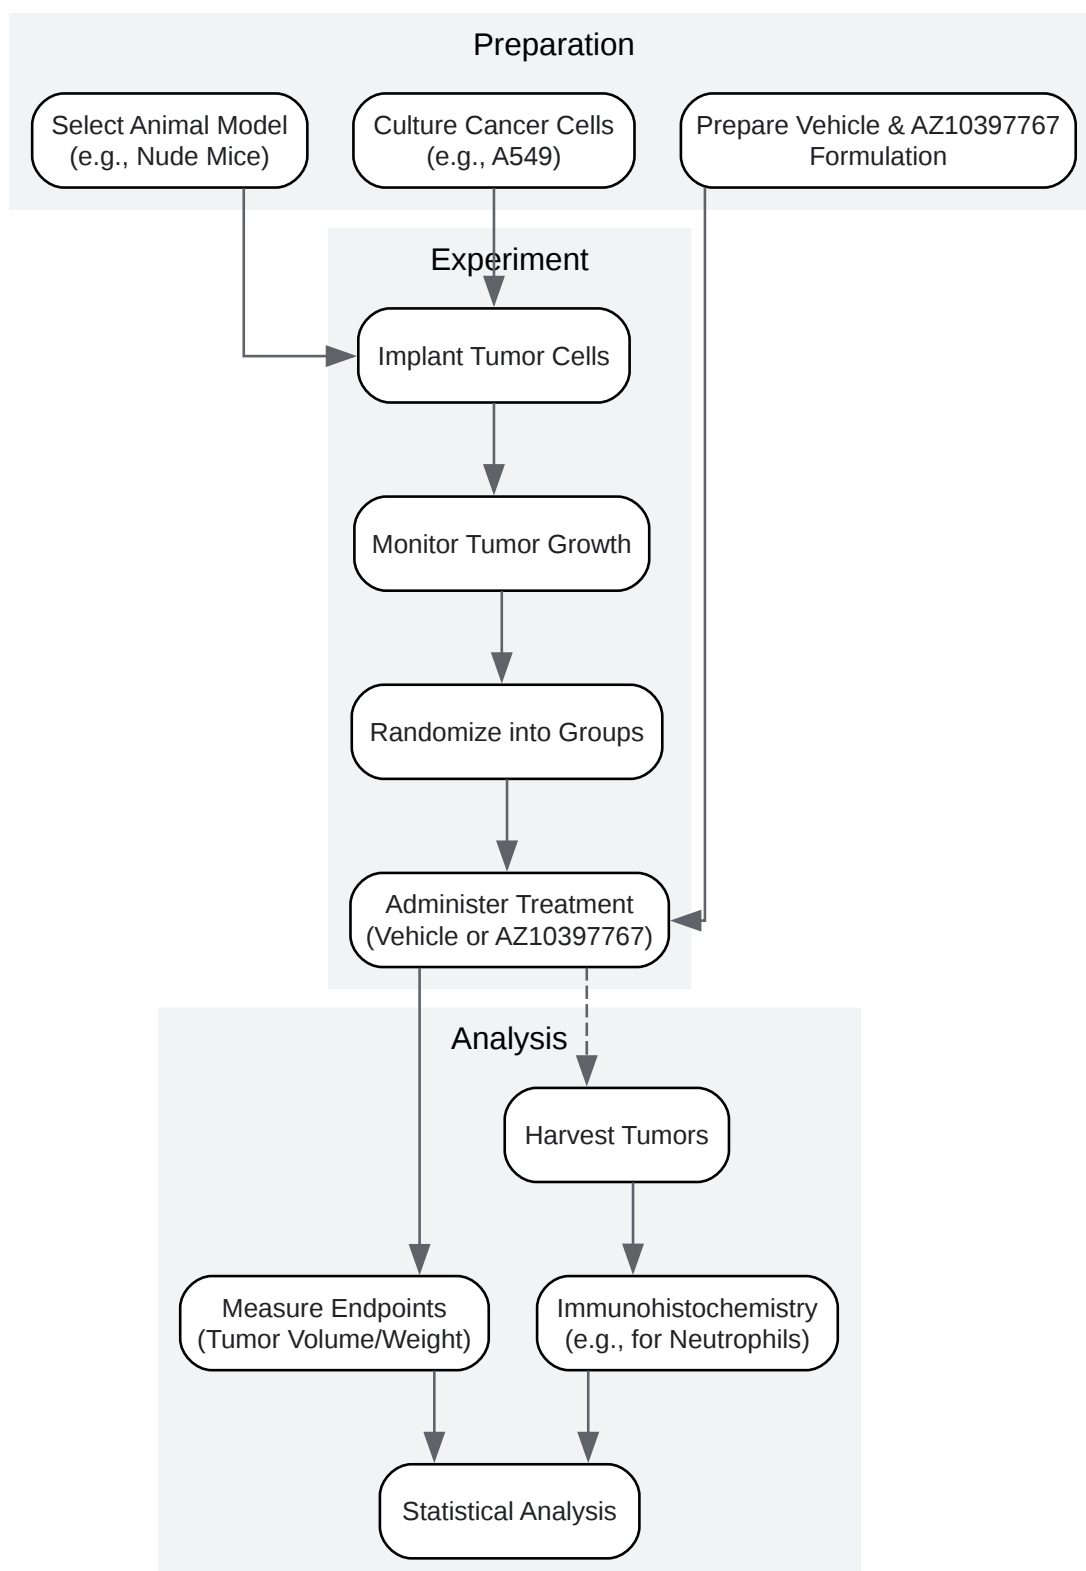 Preparation
Select Animal Model
(e.g., Nude Mice)
Culture Cancer Cells
(e.g., A549)
Prepare Vehicle & AZ10397767
Formulation
Experiment
Implant Tumor Cells
Monitor Tumor Growth
Randomize into Groups
Administer Treatment
(Vehicle or AZ10397767)
Analysis
Harvest Tumors
Measure Endpoints
(Tumor Volume/Weight)
Immunohistochemistry
(e.g., for Neutrophils)
Statistical Analysis